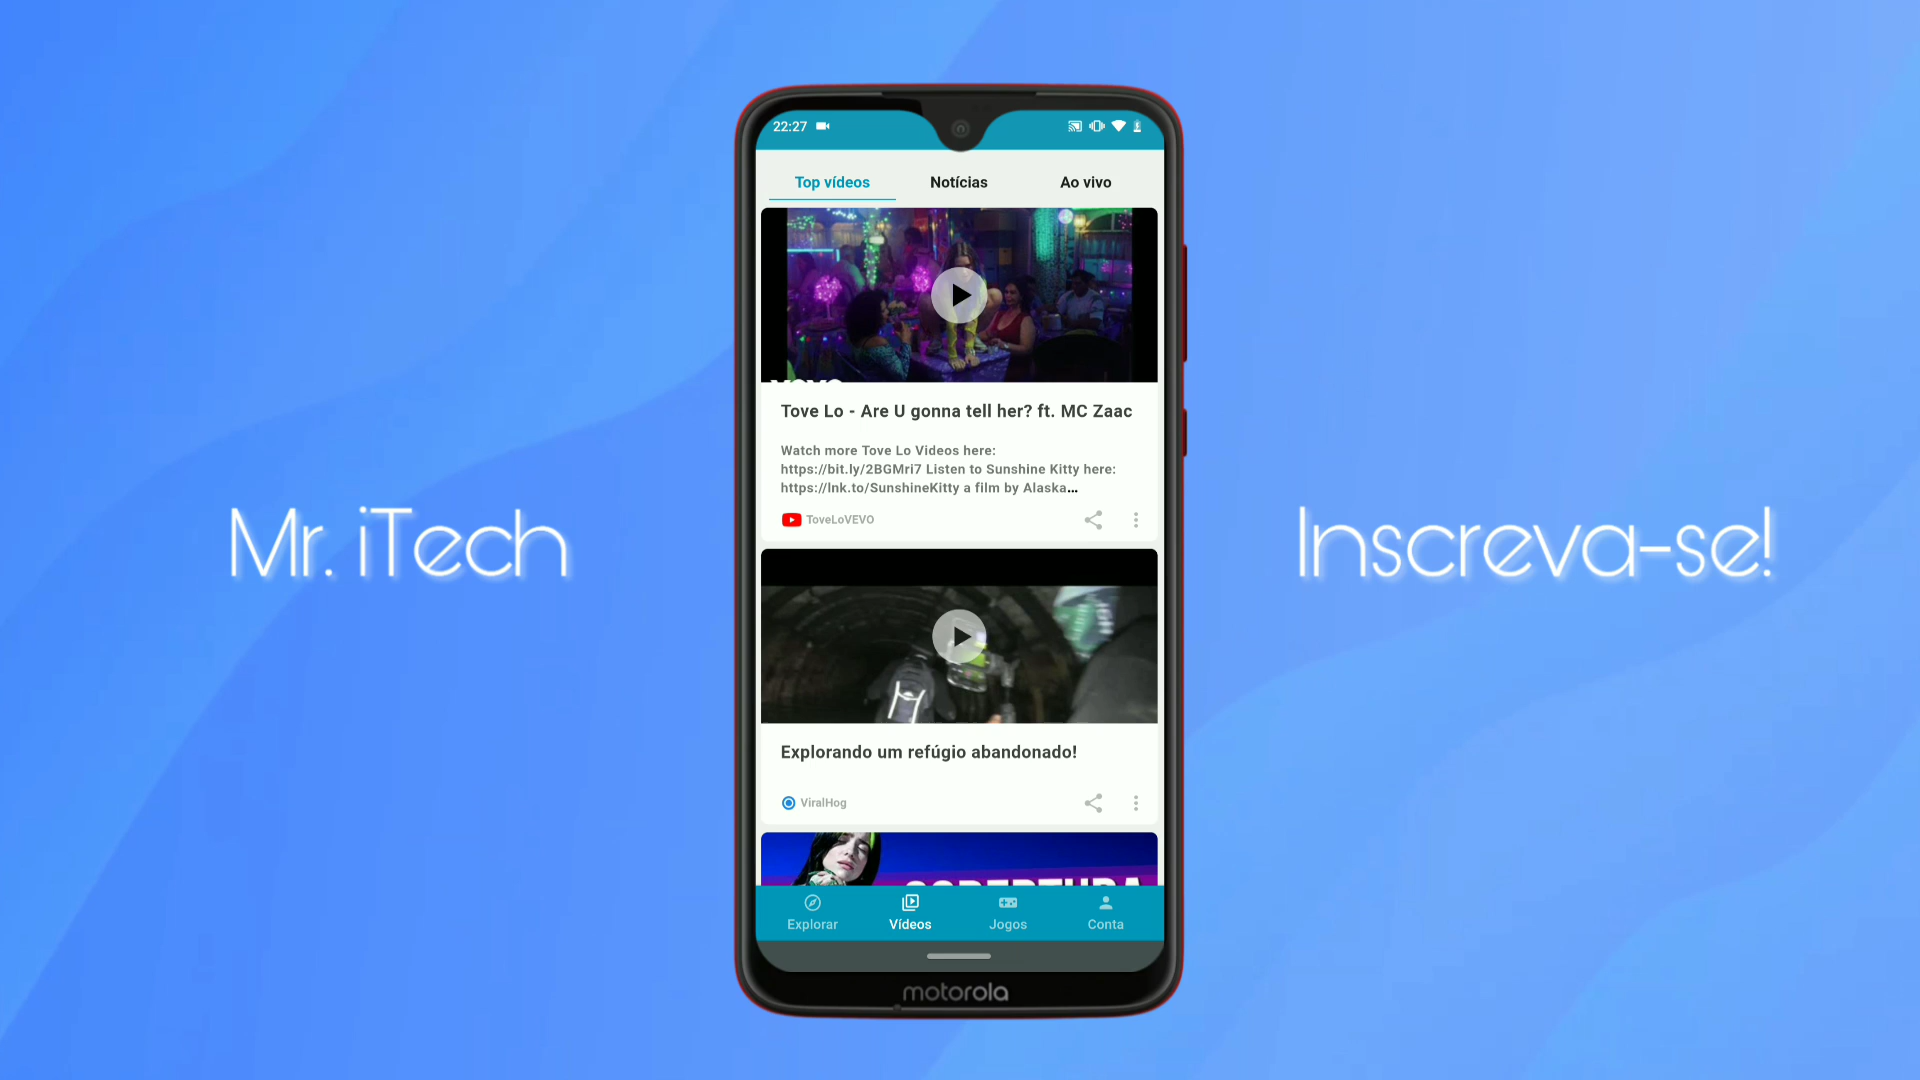 22:27
Top vídeos
Notícias
Ao vivo
Tove Lo - Are U gonna tell her? ft. MC Zaac
Watch more Tove Lo Videos here:
https://bit.ly/2BGMri7 Listen to Sunshine Kitty here:
https://lnk.to/SunshineKitty a film by Alaska...
ToveLoVEVO
Mr. iTech
Inscreva-se!
Explorando um refúgio abandonado!
ViralHog
COBERTURA
Explorar
Vídeos
Jogos
Conta
motorola